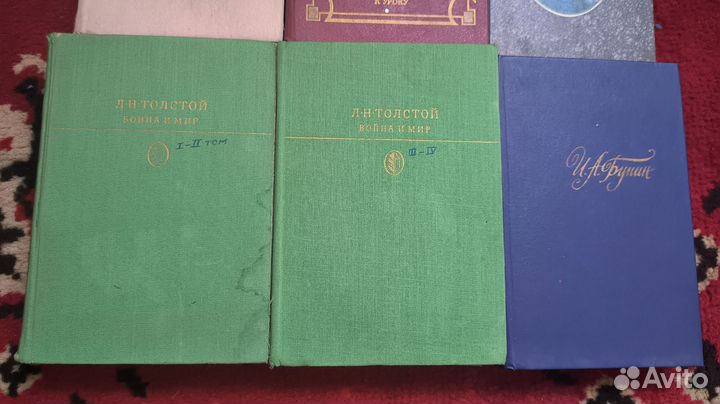 К УРОКУ
Л·Н·ТОЛСТОЙ
ВОЙНА И МИР
I-II том
Л·Н·ТОЛСТОЙ
ВОЙНА И МИР
III-IV
И. А. Бунин
Avito